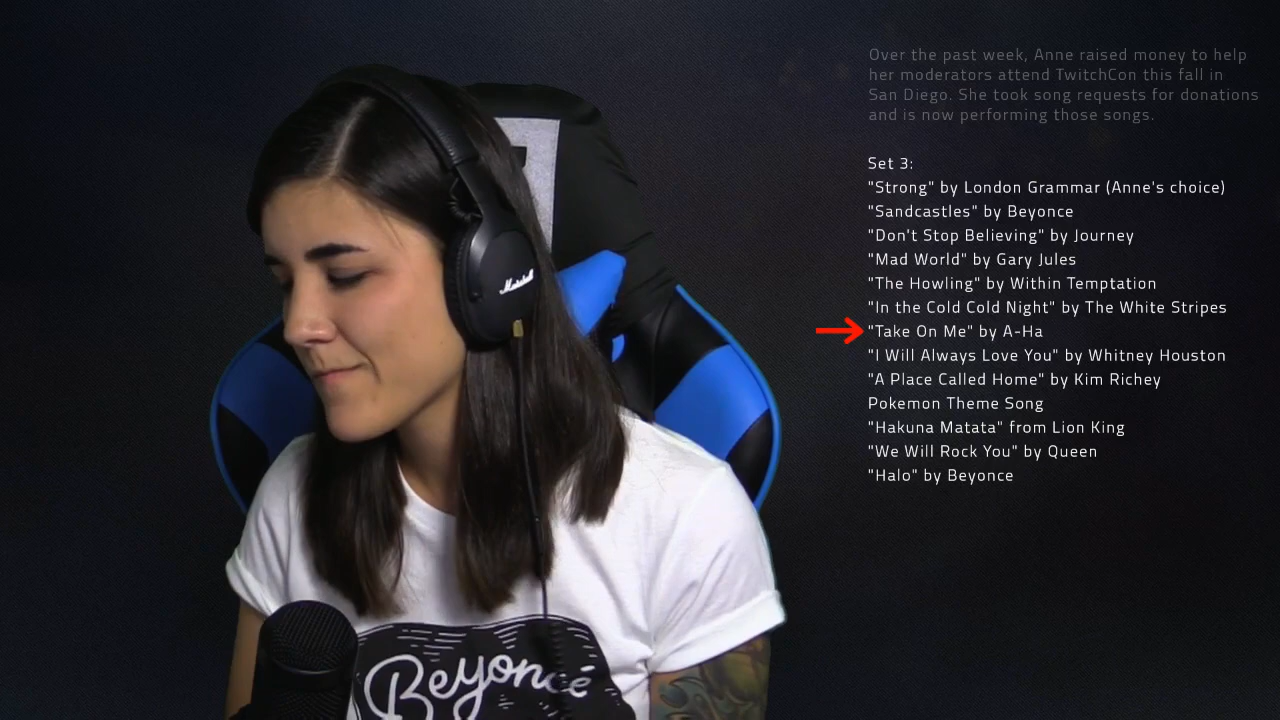 Over the past week, Anne raised money to help
her moderators attend TwitchCon this fall in
San Diego. She took song requests for donations
and is now performing those songs.
Set 3:
"Strong" by London Grammar (Anne's choice)
"Sandcastles" by Beyonce
"Don't Stop Believing" by Journey
"Mad World" by Gary Jules
"The Howling" by Within Temptation
"In the Cold Cold Night" by The White Stripes
"Take On Me" by A-Ha
"I Will Always Love You" by Whitney Houston
"A Place Called Home" by Kim Richey
Pokemon Theme Song
"Hakuna Matata" from Lion King
"We Will Rock You" by Queen
"Halo" by Beyonce
Marshall
Beyoncé